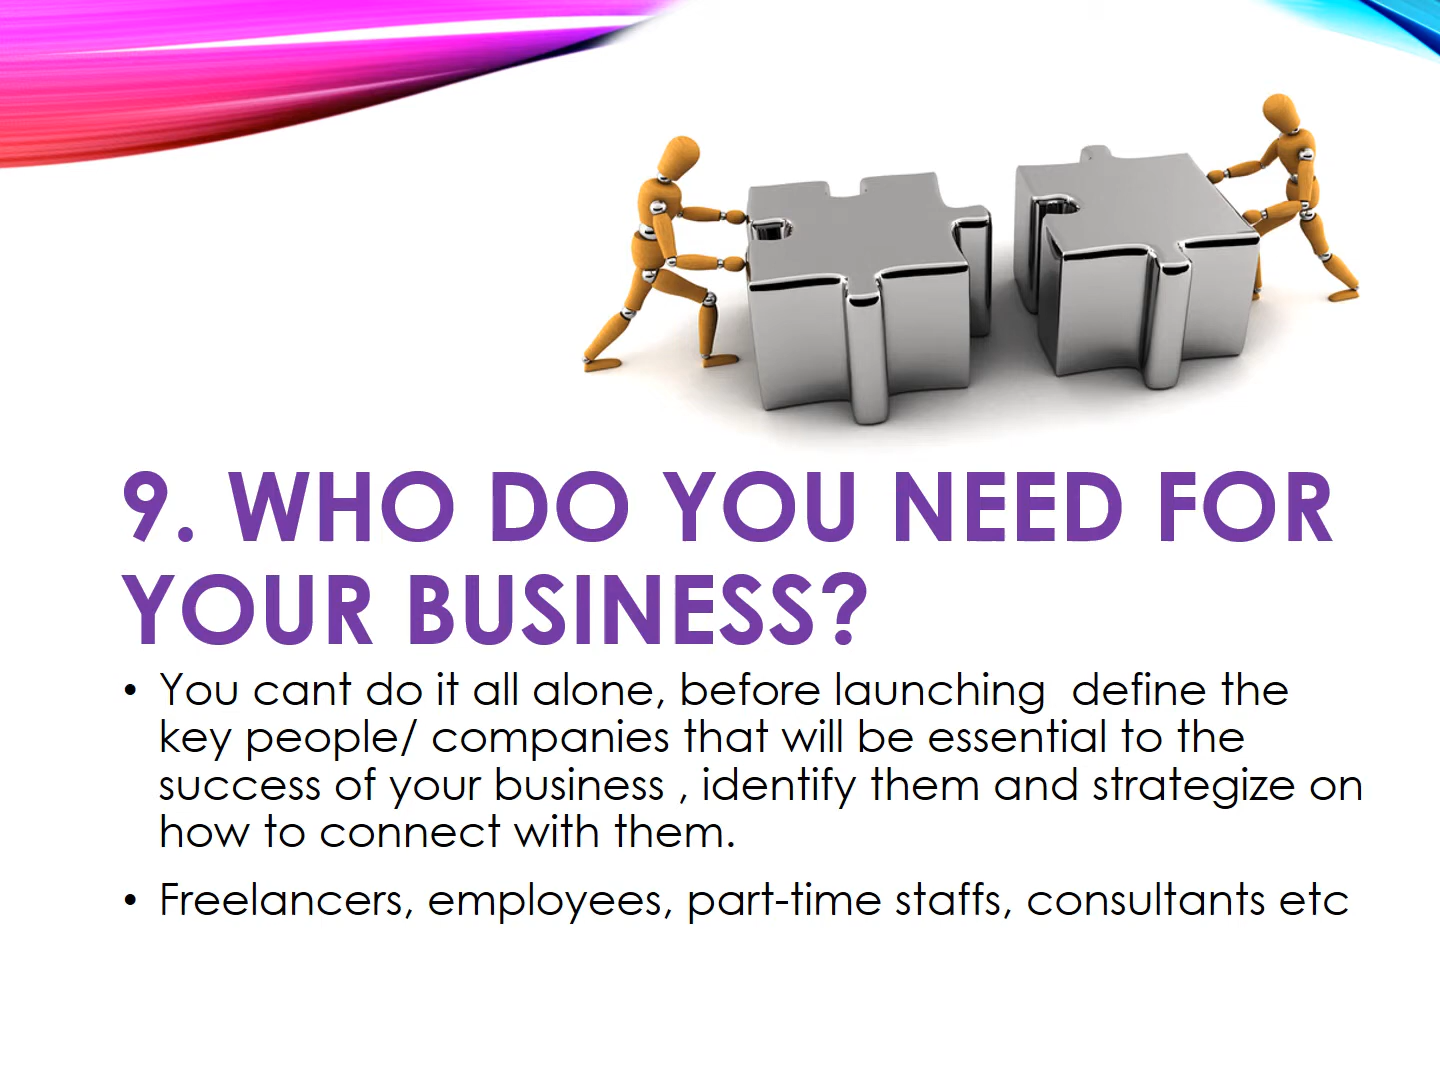 9. WHO DO YOU NEED FOR
YOUR BUSINESS?
• You cant do it all alone, before launching  define the
key people/ companies that will be essential to the
success of your business , identify them and strategize on
how to connect with them.
• Freelancers, employees, part-time staffs, consultants etc